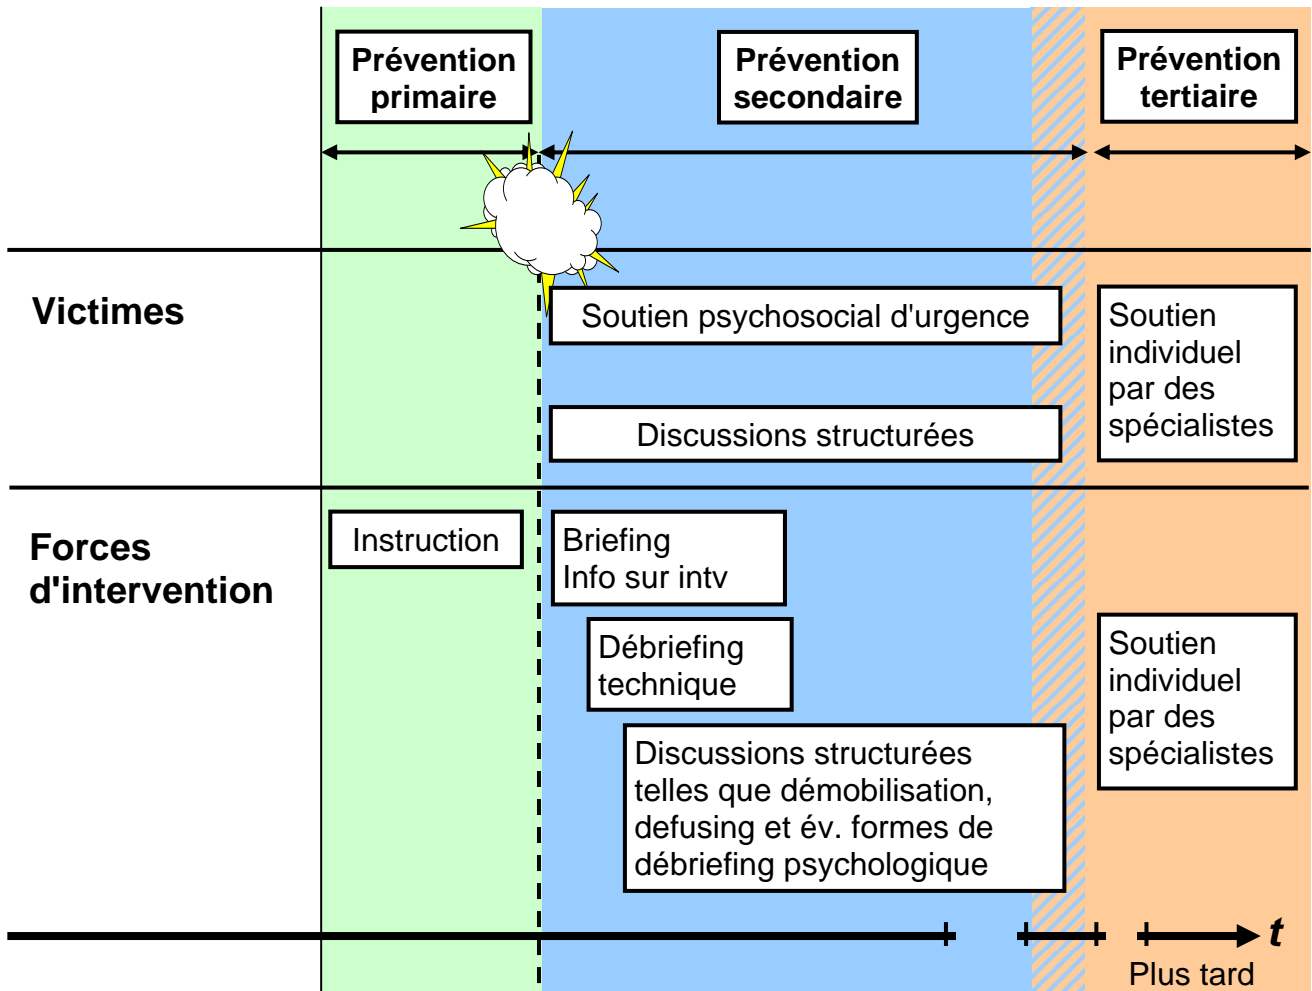 Prévention
primaire
Prévention
secondaire
Prévention
tertiaire
Victimes
Soutien psychosocial d'urgence
Discussions structurées
Soutien
individuel
par des
spécialistes
Forces
d'intervention
Instruction
Briefing
Info sur intv
Débriefing
technique
Discussions structurées
telles que démobilisation,
defusing et év. formes de
débriefing psychologique
Soutien
individuel
par des
spécialistes
t
Plus tard